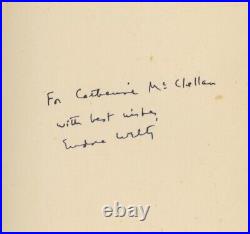 For Catherine McClellan
with best wishes,
Eudora Welty